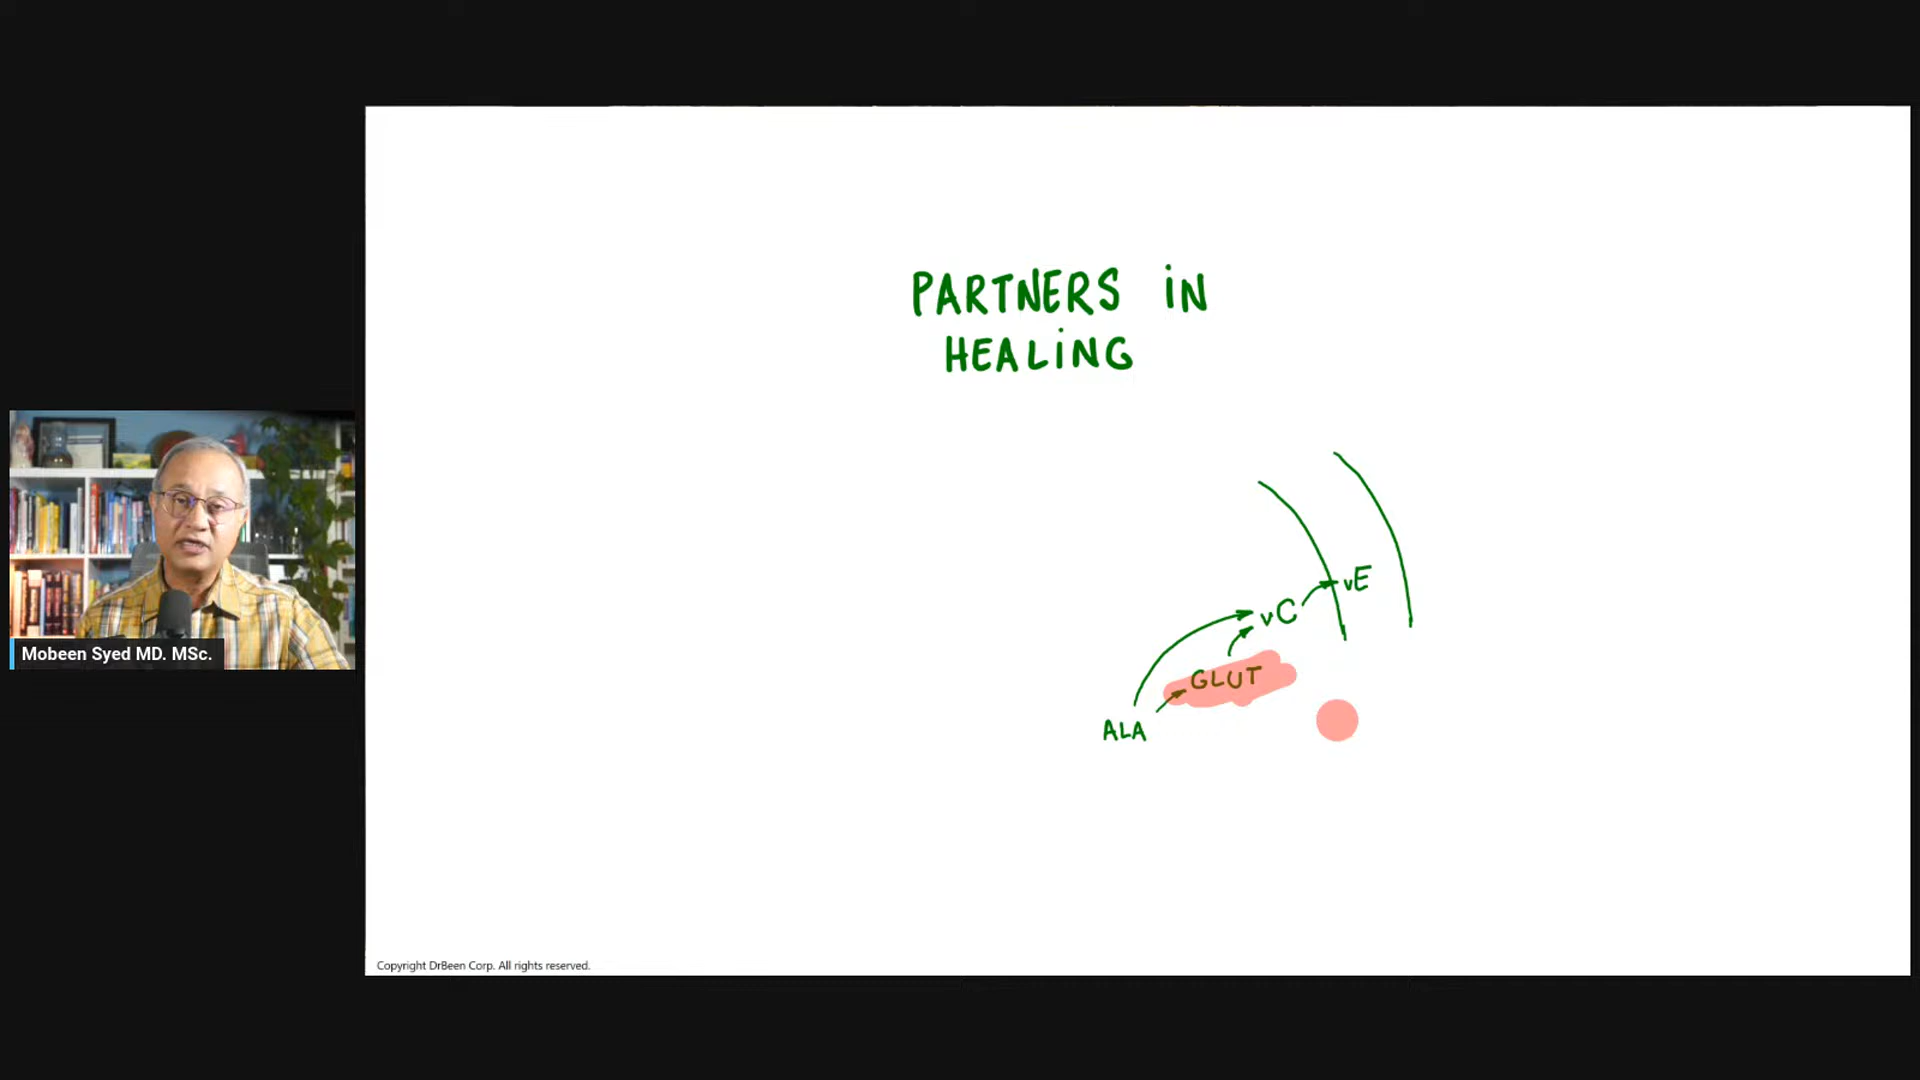 PARTNERS iN
HEALiNG
vE
vC
GLUT
ALA
Mobeen Syed MD. MSc.
Copyright DrBeen Corp. All rights reserved.